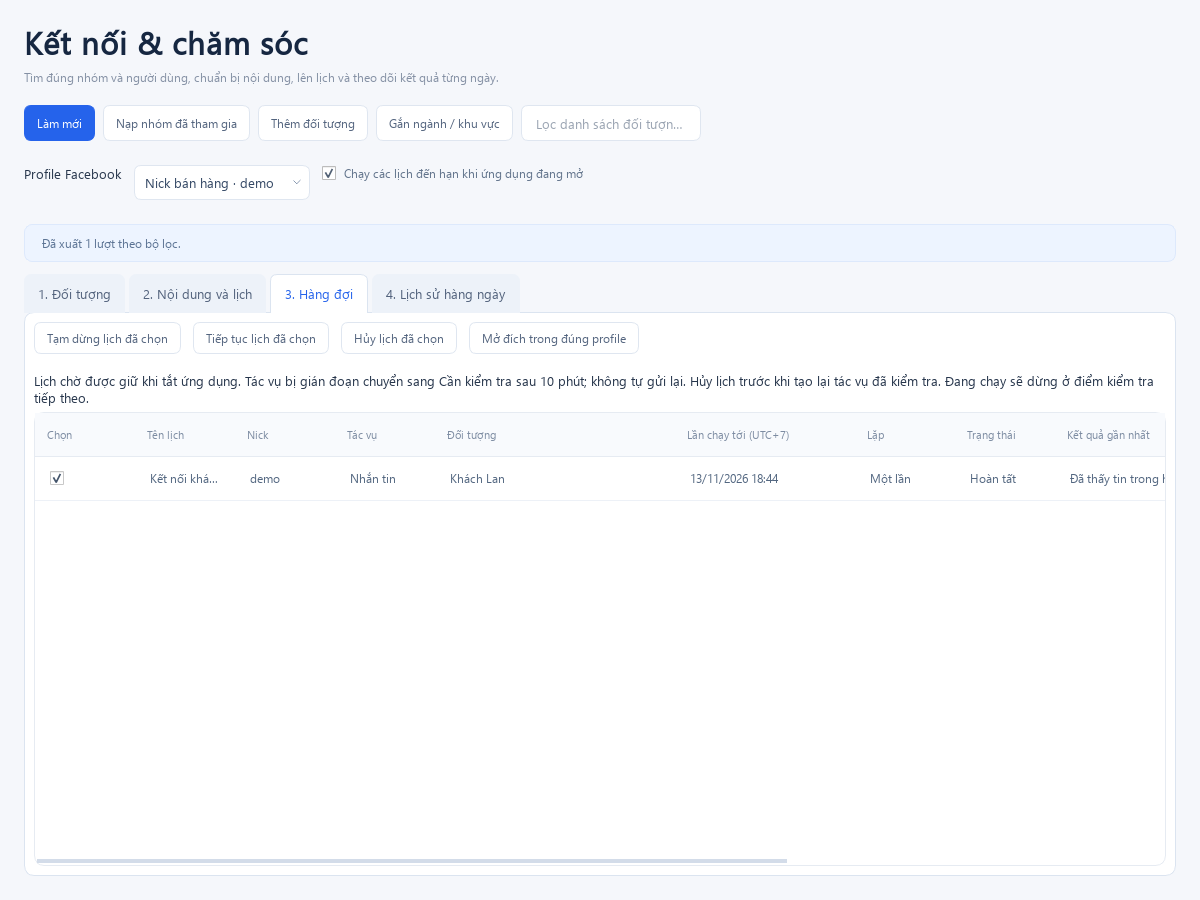 Kết nối & chăm sóc
Tìm đúng nhóm và người dùng, chuẩn bị nội dung, lên lịch và theo dõi kết quả từng ngày.
Làm mới
Nạp nhóm đã tham gia
Thêm đối tượng
Gắn ngành / khu vực
Lọc danh sách đối tượn...
Profile Facebook
Nick bán hàng · demo
Chạy các lịch đến hạn khi ứng dụng đang mở
Đã xuất 1 lượt theo bộ lọc.
1. Đối tượng
2. Nội dung và lịch
3. Hàng đợi
4. Lịch sử hàng ngày
Tạm dừng lịch đã chọn
Tiếp tục lịch đã chọn
Hủy lịch đã chọn
Mở đích trong đúng profile
Lịch chờ được giữ khi tắt ứng dụng. Tác vụ bị gián đoạn chuyển sang Cần kiểm tra sau 10 phút; không tự gửi lại. Hủy lịch trước khi tạo lại tác vụ đã kiểm tra. Đang chạy sẽ dừng ở điểm kiểm tra
tiếp theo.
Chọn Tên lịch Nick Tác vụ Đối tượng Lần chạy tới (UTC+7) Lặp Trạng thái Kết quả gần nhất
Kết nối khá... demo Nhắn tin Khách Lan 13/11/2026 18:44 Một lần Hoàn tất Đã thấy tin trong